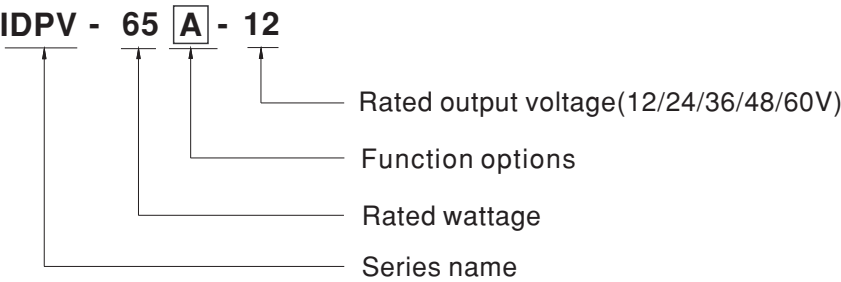 IDPV - 65 A - 12
Rated output voltage(12/24/36/48/60V)
Function options
Rated wattage
Series name